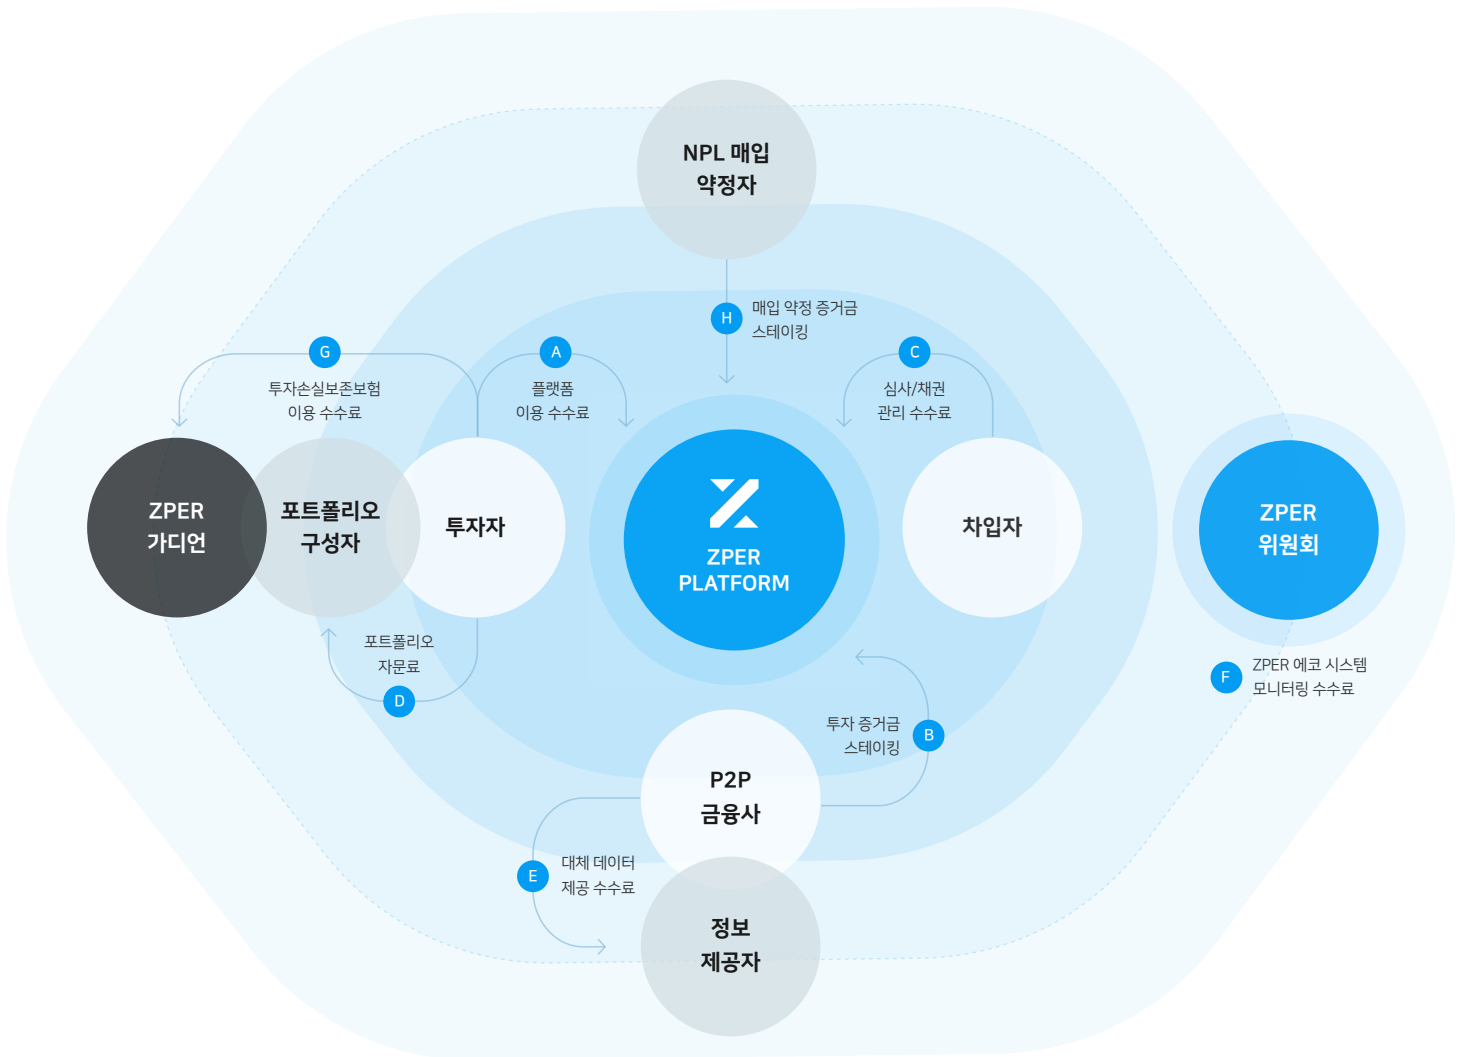 NPL 매입
약정자
H
매입 약정 증거금
스테이킹
G
투자손실보존보험
이용 수수료
A
플랫폼
이용 수수료
C
심사/채권
관리 수수료
ZPER
가디언
포트폴리오
구성자
투자자
ZPER
PLATFORM
차입자
ZPER
위원회
포트폴리오
자문료
D
F
ZPER 에코 시스템
모니터링 수수료
투자 증거금
스테이킹
B
P2P
금융사
E
대체 데이터
제공 수수료
정보
제공자